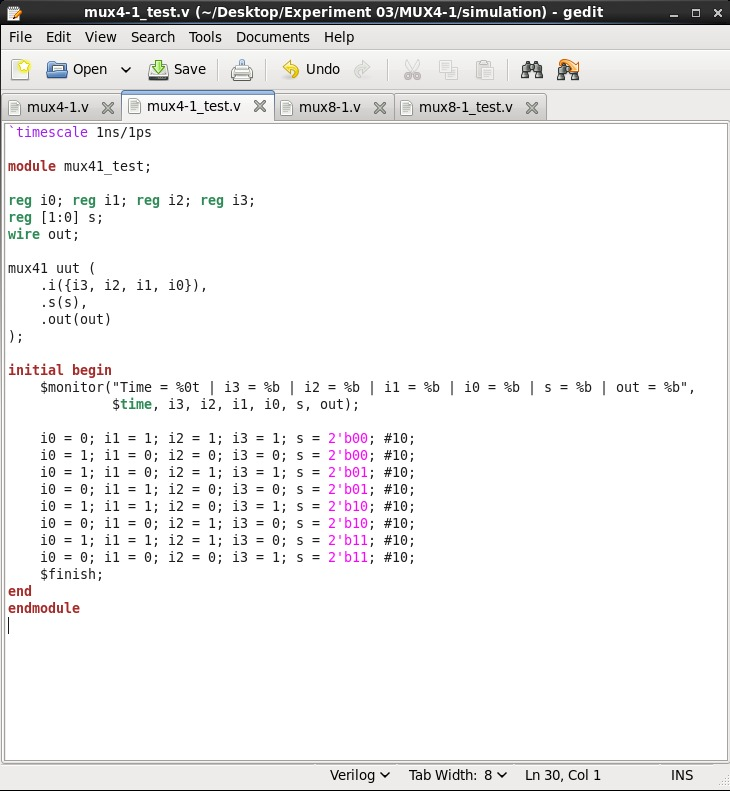 mux4-1_test.v (~/Desktop/Experiment 03/MUX4-1/simulation) - gedit
File Edit View Search Tools Documents Help
Open Save Undo
mux4-1.v mux4-1_test.v mux8-1.v mux8-1_test.v
`timescale 1ns/1ps
module mux41_test;
reg i0; reg i1; reg i2; reg i3;
reg [1:0] s;
wire out;
mux41 uut (
.i({i3, i2, i1, i0}),
.s(s),
.out(out)
);
initial begin
$monitor("Time = %0t | i3 = %b | i2 = %b | i1 = %b | i0 = %b | s = %b | out = %b",
$time, i3, i2, i1, i0, s, out);
i0 = 0; i1 = 1; i2 = 1; i3 = 1; s = 2'b00; #10;
i0 = 1; i1 = 0; i2 = 0; i3 = 0; s = 2'b00; #10;
i0 = 1; i1 = 0; i2 = 1; i3 = 1; s = 2'b01; #10;
i0 = 0; i1 = 1; i2 = 0; i3 = 0; s = 2'b01; #10;
i0 = 1; i1 = 1; i2 = 0; i3 = 1; s = 2'b10; #10;
i0 = 0; i1 = 0; i2 = 1; i3 = 0; s = 2'b10; #10;
i0 = 1; i1 = 1; i2 = 1; i3 = 0; s = 2'b11; #10;
i0 = 0; i1 = 0; i2 = 0; i3 = 1; s = 2'b11; #10;
$finish;
end
endmodule
Verilog Tab Width: 8 Ln 30, Col 1 INS